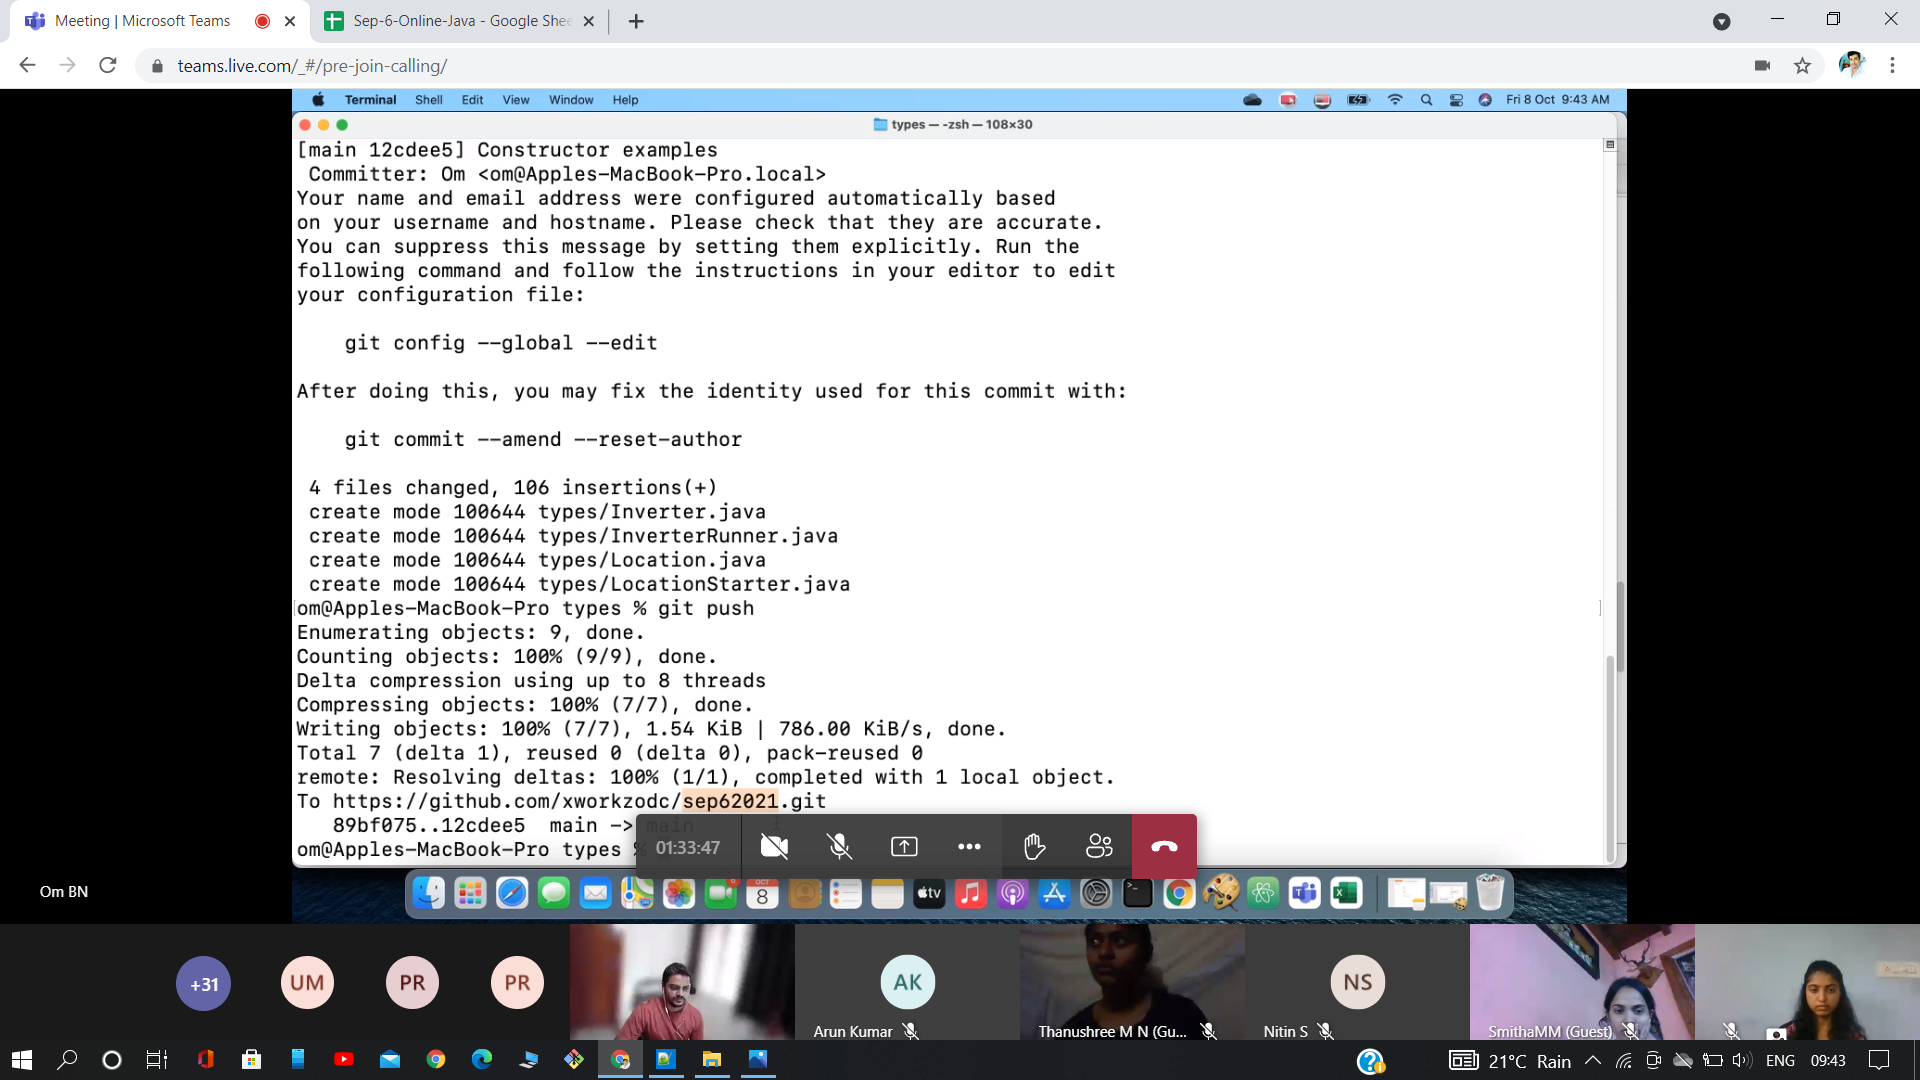 Meeting | Microsoft Teams
Sep-6-Online-Java - Google Shee
teams.live.com/_#/pre-join-calling/
Terminal Shell Edit View Window Help
Fri 8 Oct 9:43 AM
types — -zsh — 108×30
[main 12cdee5] Constructor examples
Committer: Om <om@Apples-MacBook-Pro.local>
Your name and email address were configured automatically based
on your username and hostname. Please check that they are accurate.
You can suppress this message by setting them explicitly. Run the
following command and follow the instructions in your editor to edit
your configuration file:
git config --global --edit
After doing this, you may fix the identity used for this commit with:
git commit --amend --reset-author
4 files changed, 106 insertions(+)
create mode 100644 types/Inverter.java
create mode 100644 types/InverterRunner.java
create mode 100644 types/Location.java
create mode 100644 types/LocationStarter.java
om@Apples-MacBook-Pro types % git push
Enumerating objects: 9, done.
Counting objects: 100% (9/9), done.
Delta compression using up to 8 threads
Compressing objects: 100% (7/7), done.
Writing objects: 100% (7/7), 1.54 KiB | 786.00 KiB/s, done.
Total 7 (delta 1), reused 0 (delta 0), pack-reused 0
remote: Resolving deltas: 100% (1/1), completed with 1 local object.
To https://github.com/xworkzodc/sep62021.git
89bf075..12cdee5 main -> main
om@Apples-MacBook-Pro types %
01:33:47
Om BN
OCT
8
tv
+31
UM
PR
PR
AK
NS
Arun Kumar
Thanushree M N (Gu...
Nitin S
SmithaMM (Guest)
21°C Rain
ENG
09:43